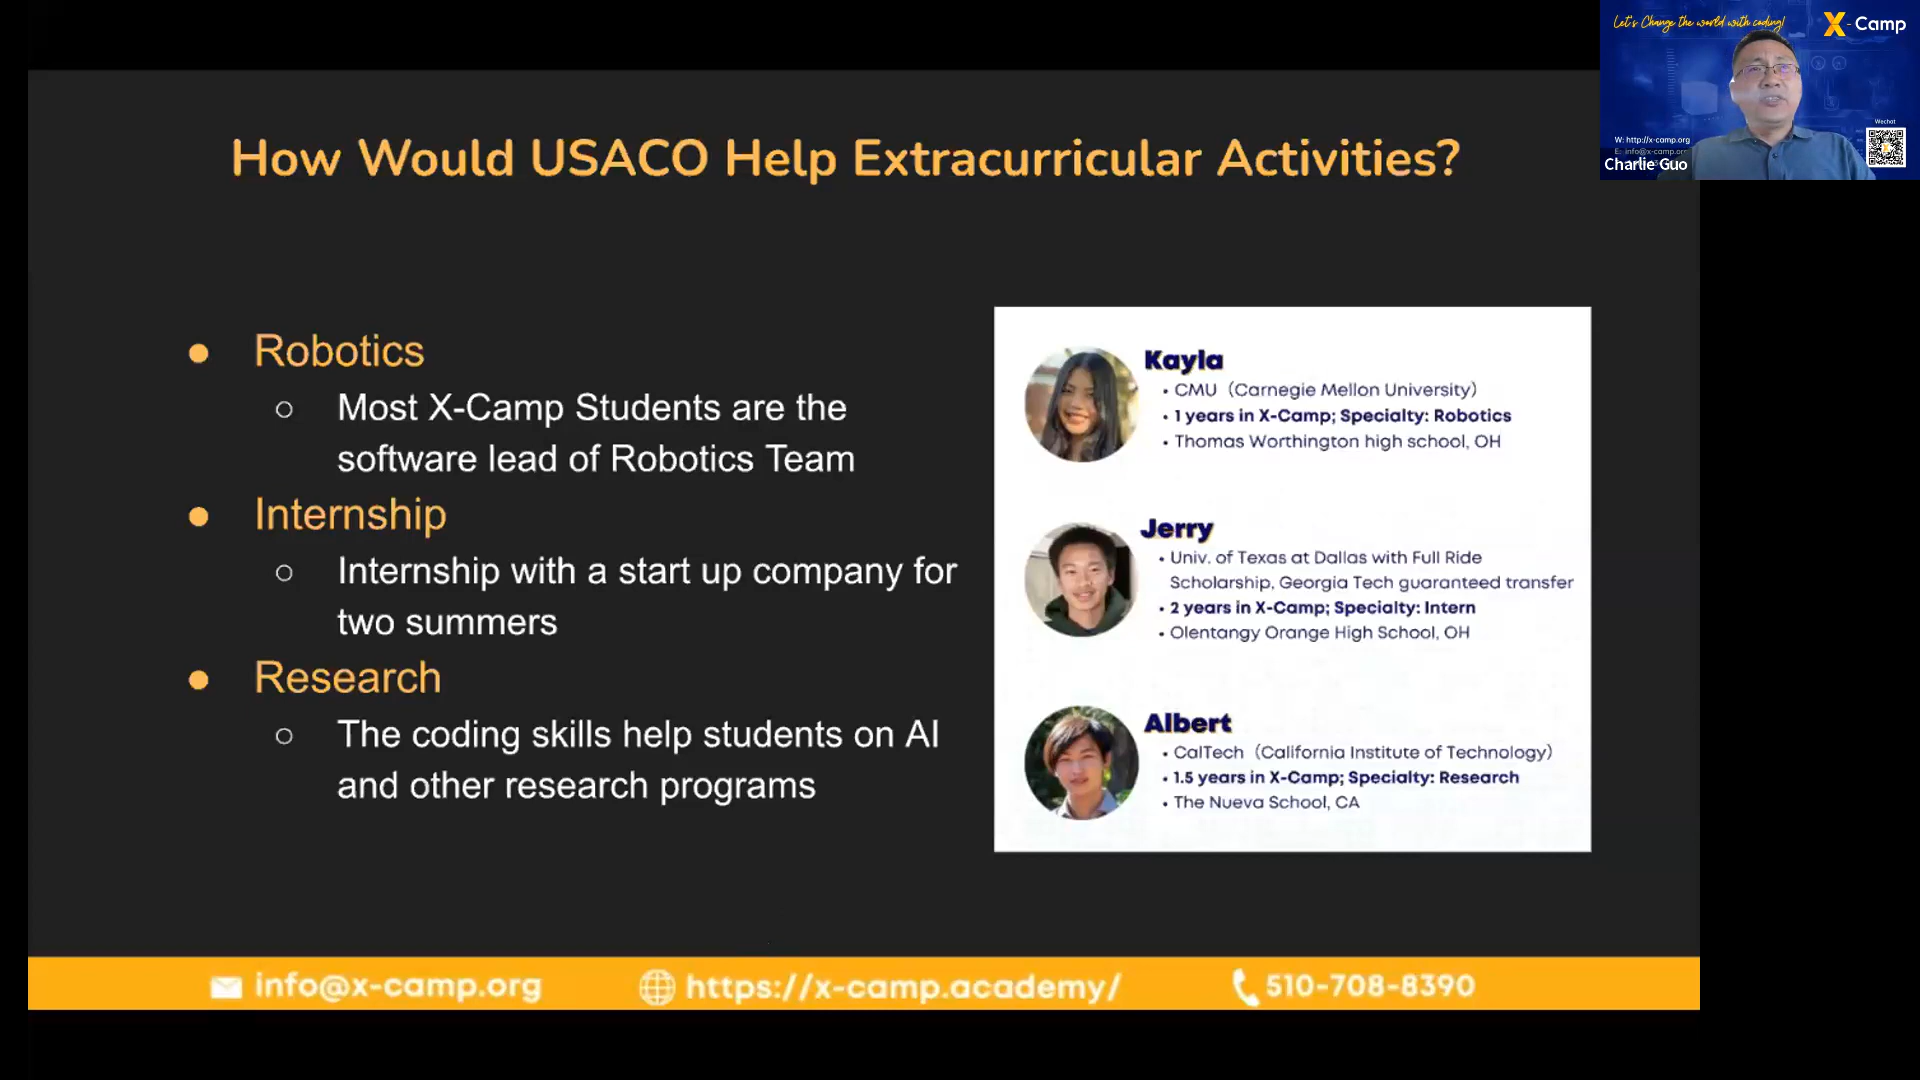 Let's Change the world with coding!
X - Camp
Wechat
W: http://x-camp.org
E: info@x-camp.org
Charlie Guo
How Would USACO Help Extracurricular Activities?
Robotics
Most X-Camp Students are the
software lead of Robotics Team
Internship
Internship with a start up company for
two summers
Research
The coding skills help students on AI
and other research programs
Kayla
• CMU（Carnegie Mellon University）
• 1 years in X-Camp; Specialty: Robotics
• Thomas Worthington high school, OH
Jerry
• Univ. of Texas at Dallas with Full Ride
Scholarship, Georgia Tech guaranteed transfer
• 2 years in X-Camp; Specialty: Intern
• Olentangy Orange High School, OH
Albert
• CalTech（California Institute of Technology）
• 1.5 years in X-Camp; Specialty: Research
• The Nueva School, CA
info@x-camp.org
https://x-camp.academy/
510-708-8390